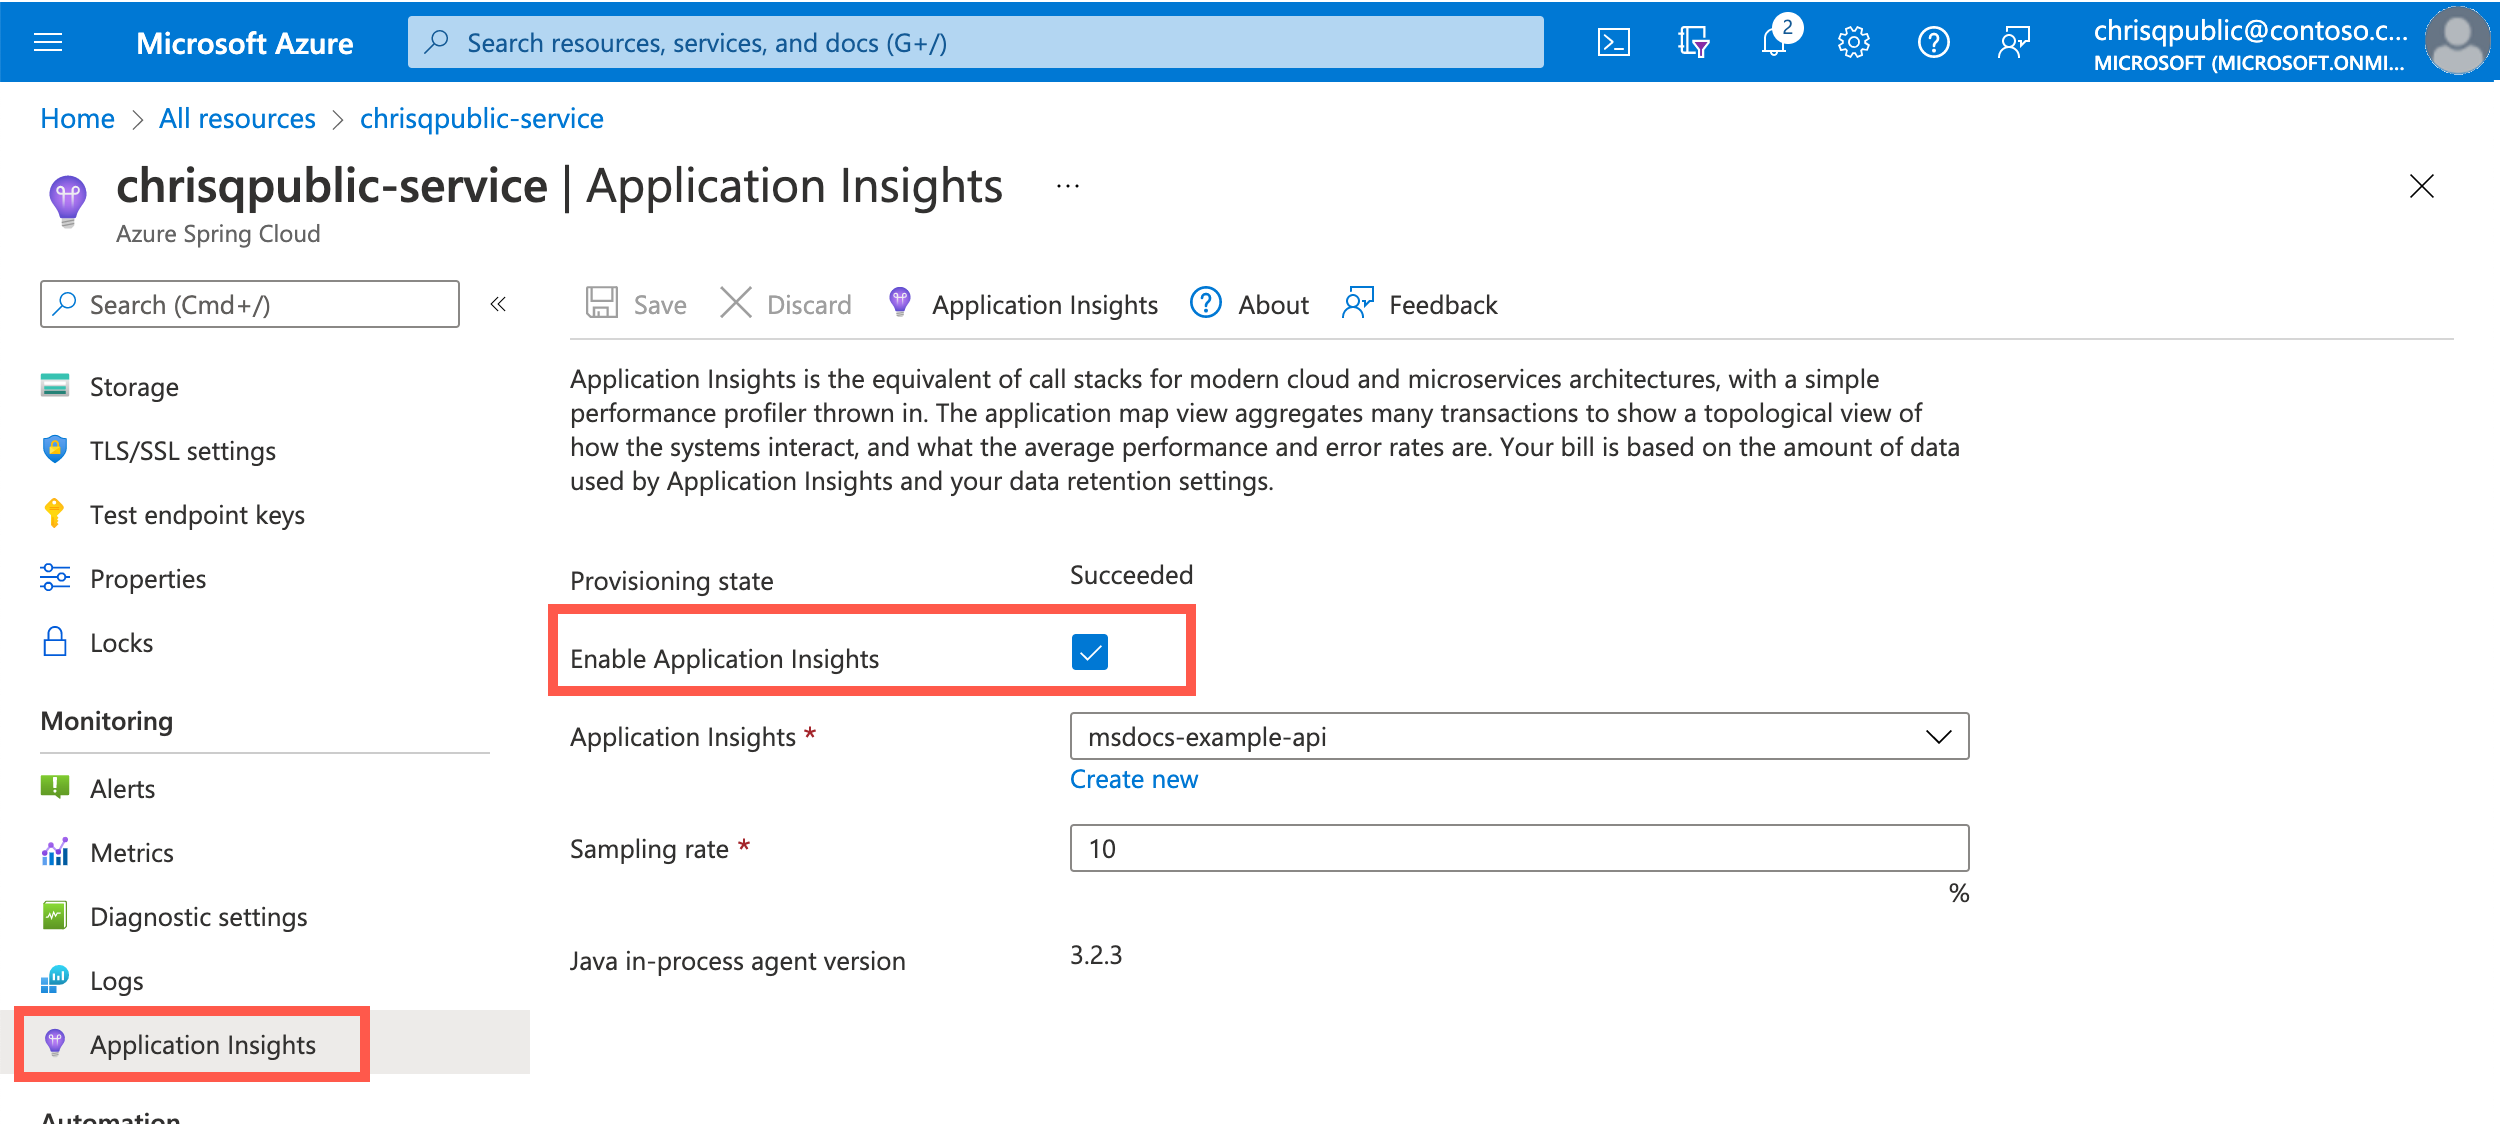 Microsoft Azure
Search resources, services, and docs (G+/)
2
chrisqpublic@contoso.c...
MICROSOFT (MICROSOFT.ONMI...
Home > All resources > chrisqpublic-service
chrisqpublic-service | Application Insights ...
Azure Spring Cloud
Search (Cmd+/)
Storage
TLS/SSL settings
Test endpoint keys
Properties
Locks
Monitoring
Alerts
Metrics
Diagnostic settings
Logs
Application Insights
Automation
Save
Discard
Application Insights
About
Feedback
Application Insights is the equivalent of call stacks for modern cloud and microservices architectures, with a simple
performance profiler thrown in. The application map view aggregates many transactions to show a topological view of
how the systems interact, and what the average performance and error rates are. Your bill is based on the amount of data
used by Application Insights and your data retention settings.
Provisioning state Succeeded
Enable Application Insights
Application Insights * msdocs-example-api
Create new
Sampling rate * 10
%
Java in-process agent version 3.2.3